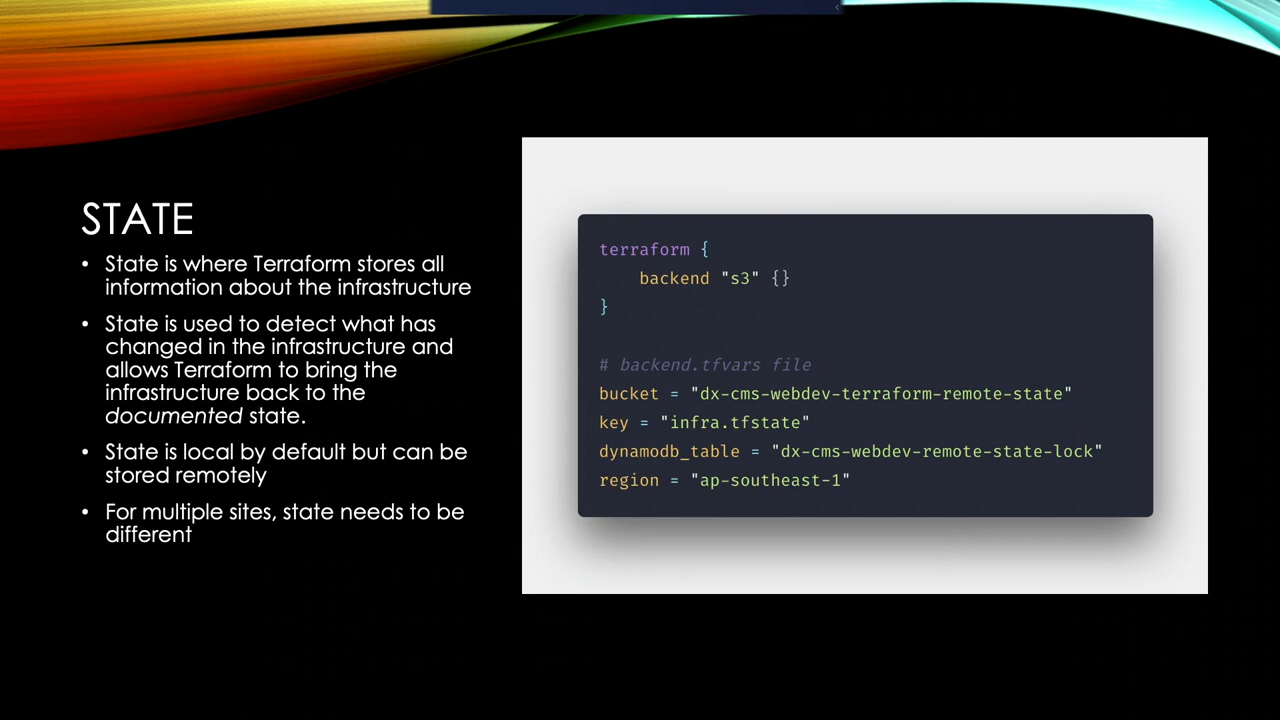 STATE
• State is where Terraform stores all
information about the infrastructure
• State is used to detect what has
changed in the infrastructure and
allows Terraform to bring the
infrastructure back to the
documented state.
• State is local by default but can be
stored remotely
• For multiple sites, state needs to be
different
terraform {
    backend "s3" {}
}
# backend.tfvars file
bucket = "dx-cms-webdev-terraform-remote-state"
key = "infra.tfstate"
dynamodb_table = "dx-cms-webdev-remote-state-lock"
region = "ap-southeast-1"